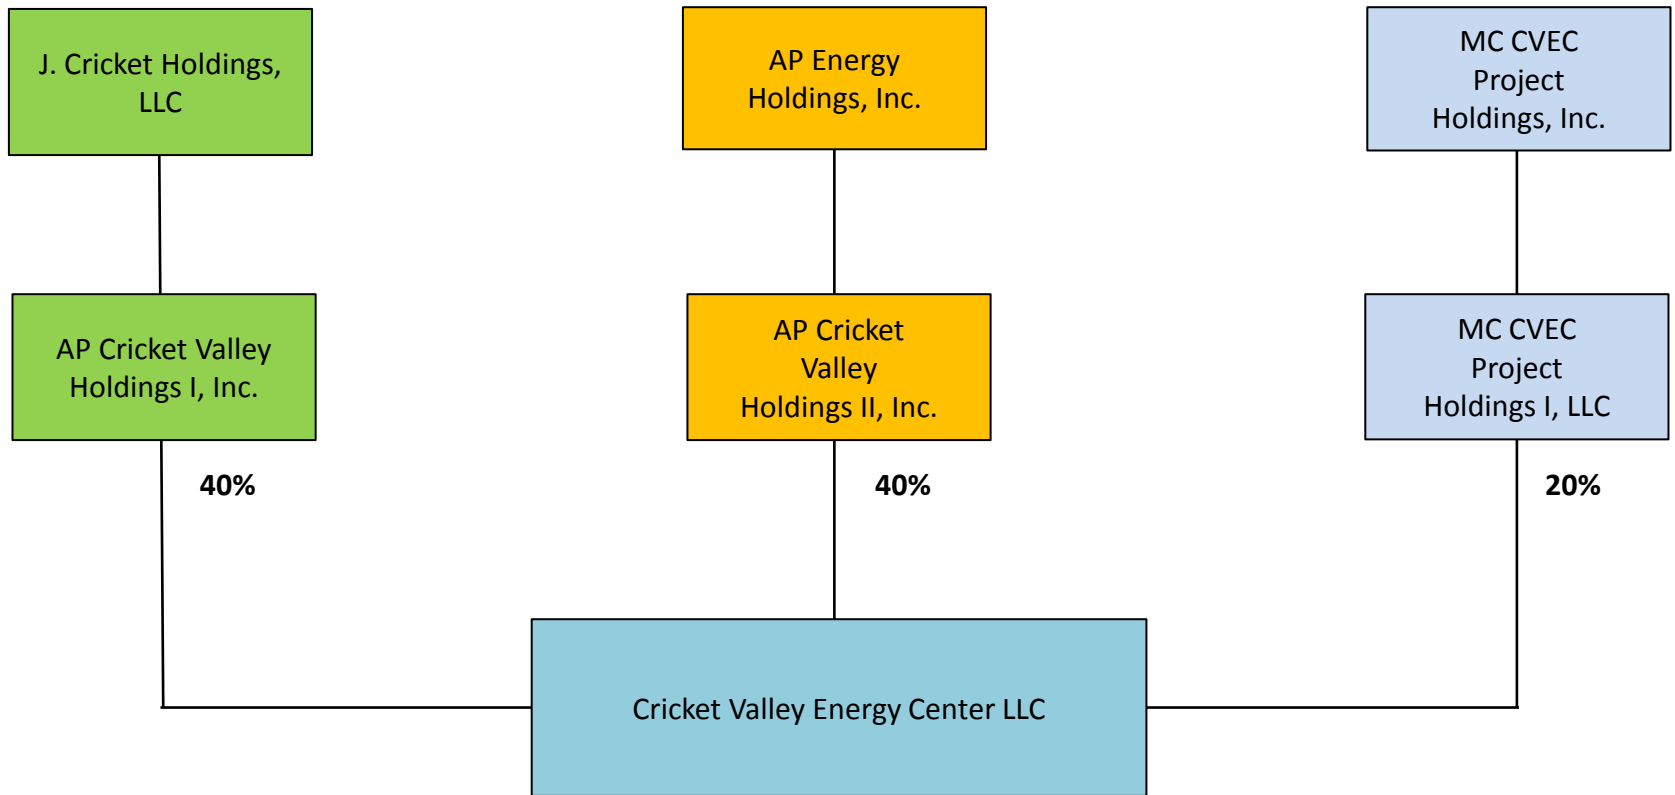 J. Cricket Holdings,
LLC
AP Energy
Holdings, Inc.
MC CVEC
Project
Holdings, Inc.
AP Cricket Valley
Holdings I, Inc.
AP Cricket
Valley
Holdings II, Inc.
MC CVEC
Project
Holdings I, LLC
40%
40%
20%
Cricket Valley Energy Center LLC